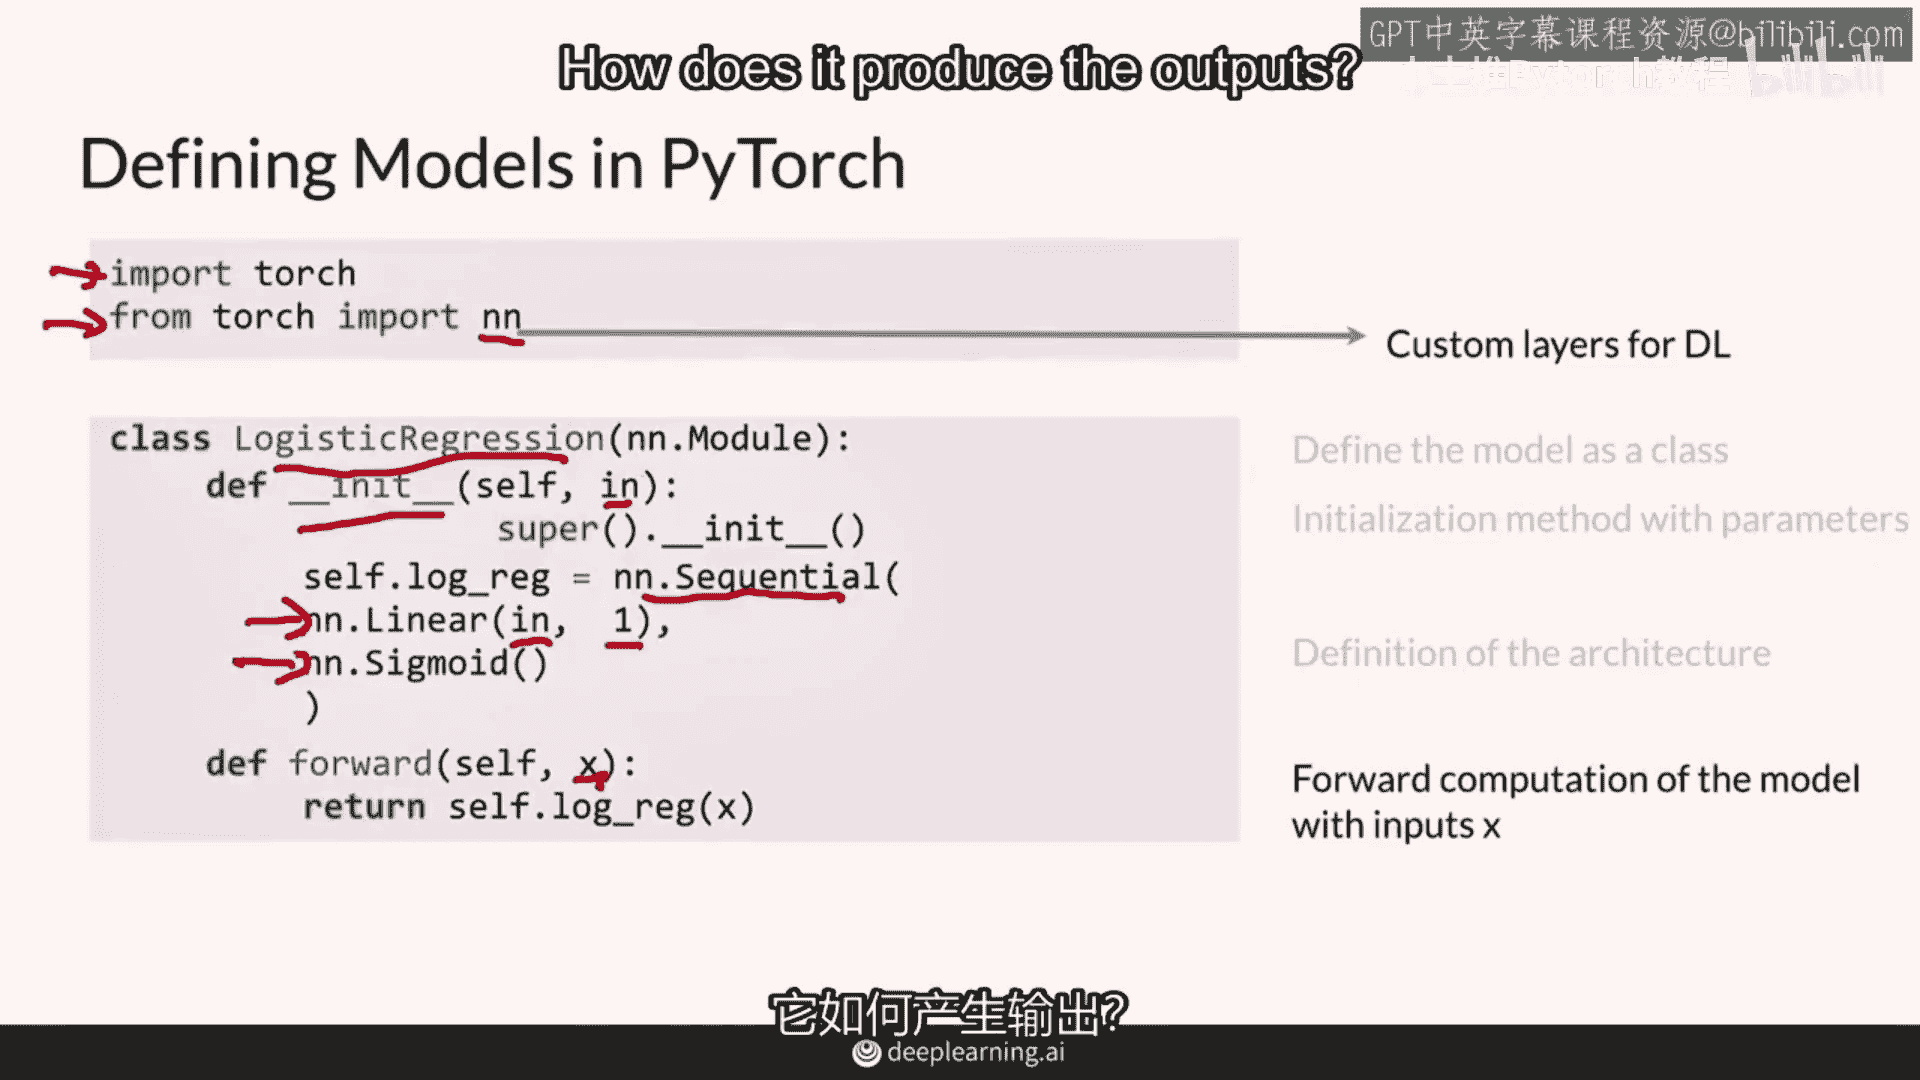 GPT中英字幕课程资源@bilibili.com
How does it produce the outputs?
Defining Models in PyTorch
import torch
from torch import nn
Custom layers for DL
class LogisticRegression(nn.Module):
Define the model as a class
def __init__(self, in):
Initialization method with parameters
super().__init__()
self.log_reg = nn.Sequential(
nn.Linear(in, 1),
nn.Sigmoid()
Definition of the architecture
)
def forward(self, x):
return self.log_reg(x)
Forward computation of the model
with inputs x
它如何产生输出?
deeplearning.ai